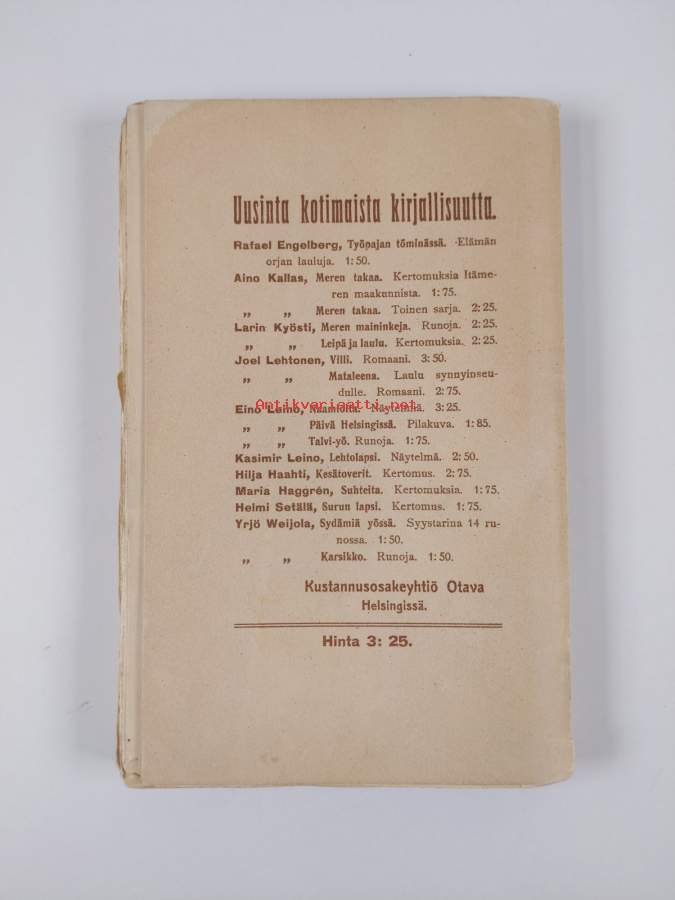 Uusinta kotimaista kirjallisuutta.
Rafael Engelberg, Työpajan töminässä. Elämän
orjan lauluja. 1:50.
Aino Kallas, Meren takaa. Kertomuksia Itäme-
ren maakunnista. 1:75.
„ „ Meren takaa. Toinen sarja. 2:25.
Larin Kyösti, Meren maininkeja. Runoja. 2:25.
„ „ Leipä ja laulu. Kertomuksia. 2:25.
Joel Lehtonen, Villi. Romaani. 3:50.
„ „ Mataleena. Laulu synnyinseu-
dulle. Romaani. 2:75.
Antikvariaatti.net
Eino Leino, Naamioita. Näytelmiä. 3:25.
„ „ Päivä Helsingissä. Pilakuva. 1:85.
„ „ Talvi-yö. Runoja. 1:75.
Kasimir Leino, Lehtolapsi. Näytelmä. 2:50.
Hilja Haahti, Kesätoverit. Kertomus. 2:75.
Maria Haggrén, Suhteita. Kertomuksia. 1:75.
Helmi Setälä, Surun lapsi. Kertomus. 1:75.
Yrjö Weijola, Sydämiä yössä. Syystarina 14 ru-
nossa. 1:50.
„ „ Karsikko. Runoja. 1:50.
Kustannusosakeyhtiö Otava
Helsingissä.
Hinta 3: 25.